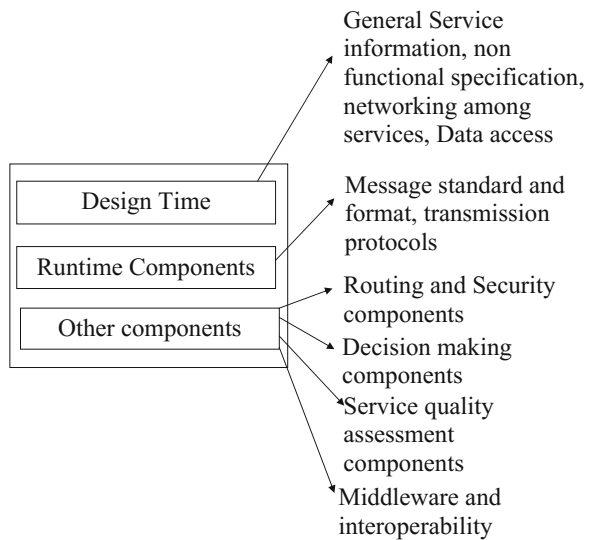 General Service
information, non
functional specification,
networking among
services, Data access
Design Time
Message standard and
format, transmission
protocols
Runtime Components
Routing and Security
components
Other components
Decision making
components
Service quality
assessment
components
Middleware and
interoperability